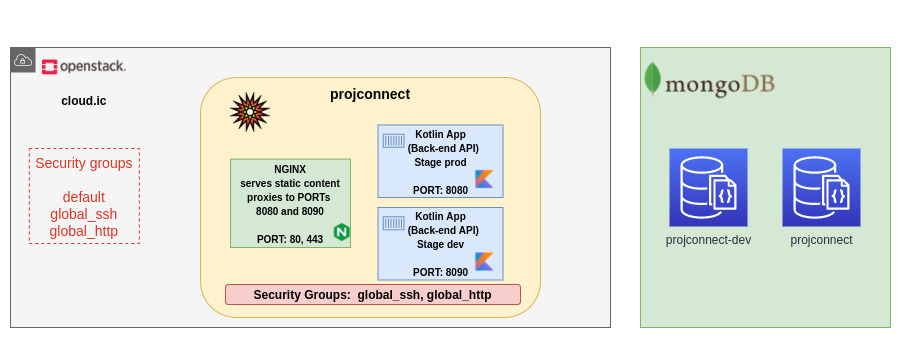 openstack.
cloud.ic
Security groups
default
global_ssh
global_http
projconnect
NGINX
serves static content
proxies to PORTs
8080 and 8090
PORT: 80, 443
Kotlin App
(Back-end API)
Stage prod
PORT: 8080
Kotlin App
(Back-end API)
Stage dev
PORT: 8090
Security Groups: global_ssh, global_http
mongoDB
projconnect-dev
projconnect